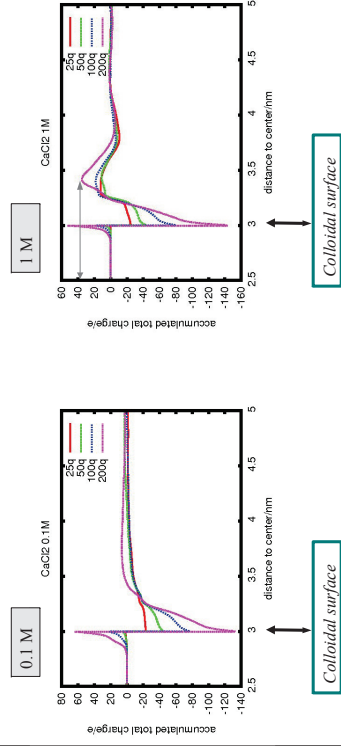 0.1 M
CaCl2 0.1M
25q
50q
100q
200q
accumulated total charge/e
80
60
40
20
0
-20
-40
-60
-80
-100
-120
-140
2.5
3
3.5
4
4.5
5
distance to center/nm
Colloidal surface
1 M
CaCl2 1M
25q
50q
100q
200q
accumulated total charge/e
60
40
20
0
-20
-40
-60
-80
-100
-120
-140
-160
2.5
3
3.5
4
4.5
5
distance to center/nm
Colloidal surface